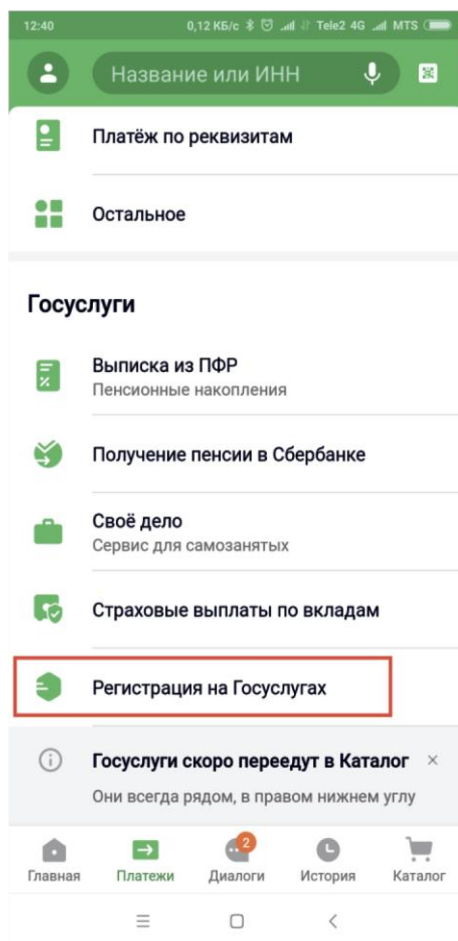 12:40
0,12 КБ/с Tele2 4G MTS
Название или ИНН
Платёж по реквизитам
Остальное
Госуслуги
Выписка из ПФР
Пенсионные накопления
Получение пенсии в Сбербанке
Своё дело
Сервис для самозанятых
Страховые выплаты по вкладам
Регистрация на Госуслугах
Госуслуги скоро переедут в Каталог
Они всегда рядом, в правом нижнем углу
2
Главная Платежи Диалоги История Каталог